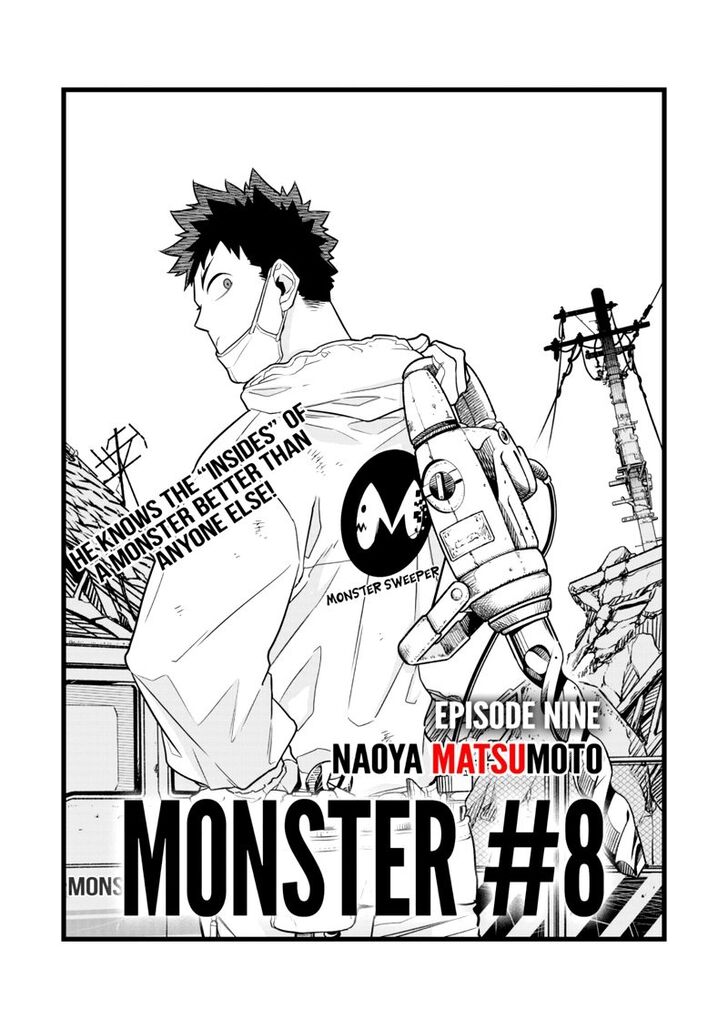 HE KNOWS THE "INSIDES" OF
A MONSTER BETTER THAN
ANYONE ELSE!
M
MONSTER SWEEPER
EPISODE NINE
NAOYA MATSUMOTO
MONS
MONSTER #8